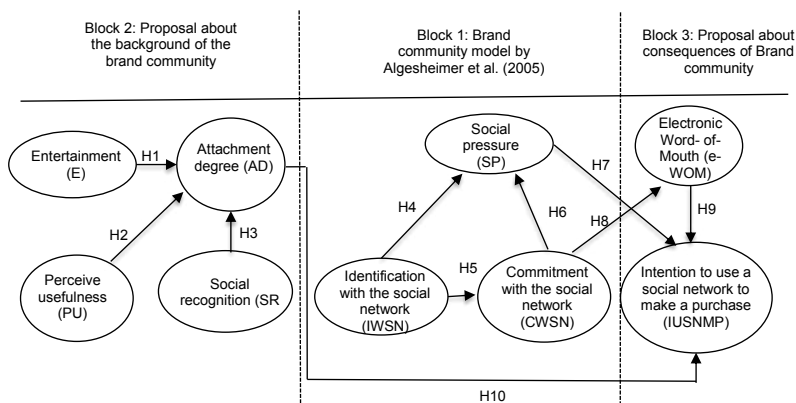 Block 2: Proposal about
the background of the
brand community
Block 1: Brand
community model by
Algesheimer et al. (2005)
Block 3: Proposal about
consequences of Brand
community
Entertainment
(E)
H1
Attachment
degree (AD)
H2
H3
Perceive
usefulness
(PU)
Social
recognition (SR)
Social
pressure
(SP)
H4
H5
H6
H7
H8
Identification
with the social
network
(IWSN)
Commitment
with the social
network
(CWSN)
Electronic
Word- of-
Mouth (e-
WOM)
H9
Intention to use a
social network to
make a purchase
(IUSNMP)
H10